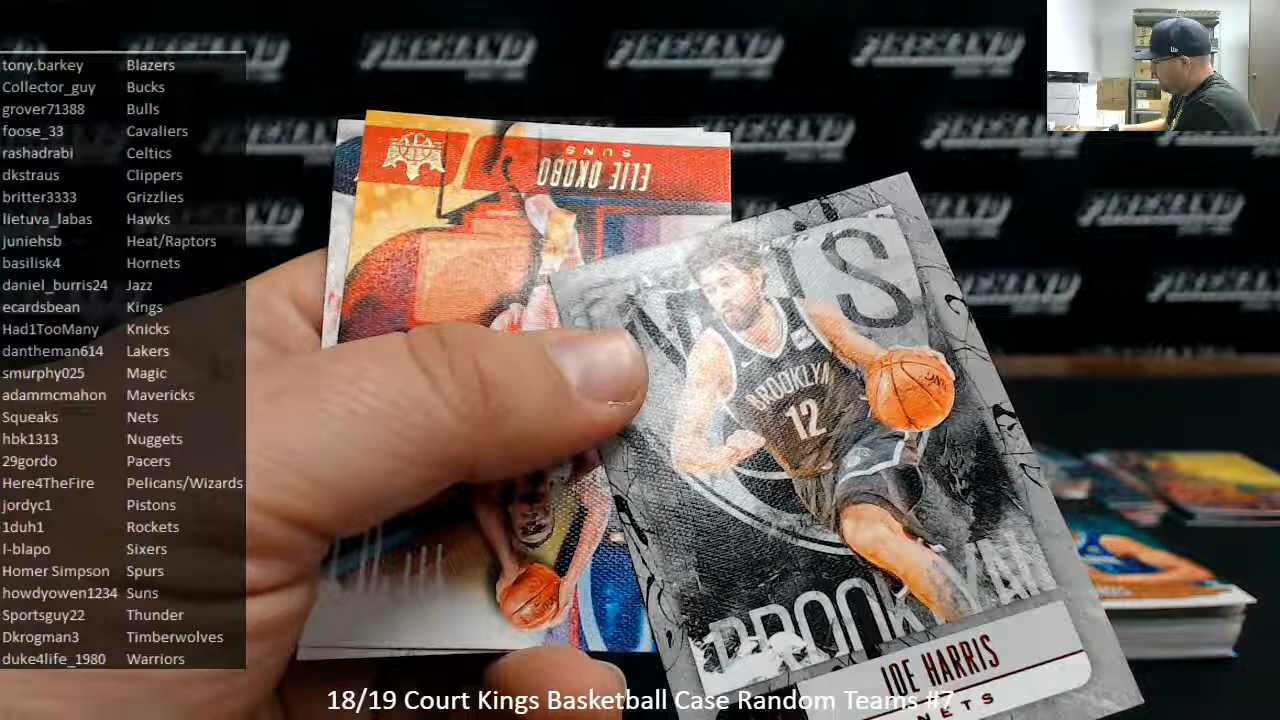 tony.barkey Blazers
Collector_guy Bucks
grover71388 Bulls
foose_33 Cavaliers
rashadrabi Celtics
dkstraus Clippers
britter3333 Grizzlies
lietuva_labas Hawks
juniehsb Heat/Raptors
basilisk4 Hornets
daniel_burris24 Jazz
ecardsbean Kings
Had1TooMany Knicks
dantheman614 Lakers
smurphy025 Magic
adammcmahon Mavericks
Squeaks Nets
hbk1313 Nuggets
29gordo Pacers
Here4TheFire Pelicans/Wizards
jordyc1 Pistons
1duh1 Rockets
l-blapo Sixers
Homer Simpson Spurs
howdyowen1234 Suns
Sportsguy22 Thunder
Dkrogman3 Timberwolves
duke4life_1980 Warriors
FIREHAND FIREHAND FIREHAND
ELIE OKOBO
SUNS
BROOKLYN
12
BROOKLYN
JOE HARRIS
NETS
18/19 Court Kings Basketball Case Random Teams #7